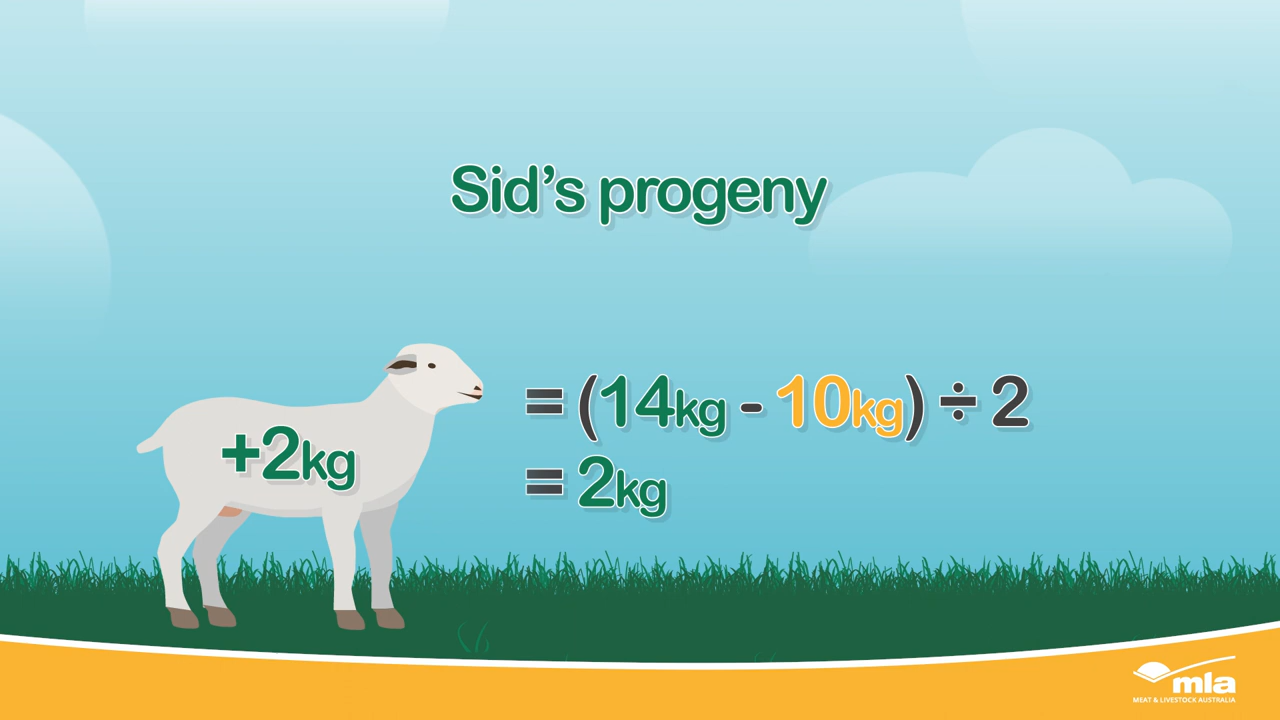 Sid's progeny
= (14kg - 10kg) ÷ 2
+2kg
= 2kg
mla
MEAT & LIVESTOCK AUSTRALIA